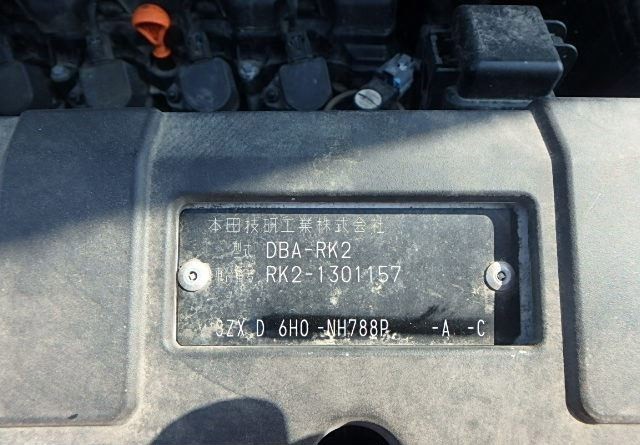 本田技研工業株式会社
型式 DBA-RK2
車台番号 RK2-1301157
SZX D 6H0 -NH788P -A -C